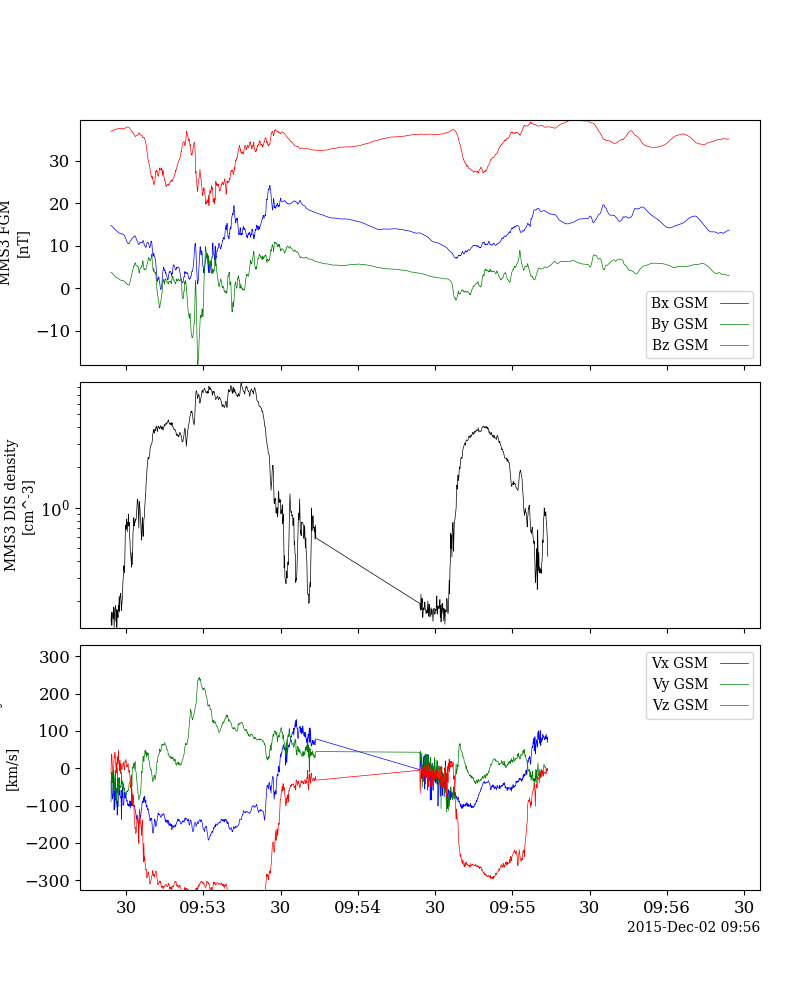 MMS3 FGM
[nT]
30
20
10
0
−10
Bx GSM
By GSM
Bz GSM
MMS3 DIS density
[cm^-3]
10^0
[km/s]
300
200
100
0
−100
−200
−300
Vx GSM
Vy GSM
Vz GSM
30 09:53 30 09:54 30 09:55 30 09:56 30
2015-Dec-02 09:56